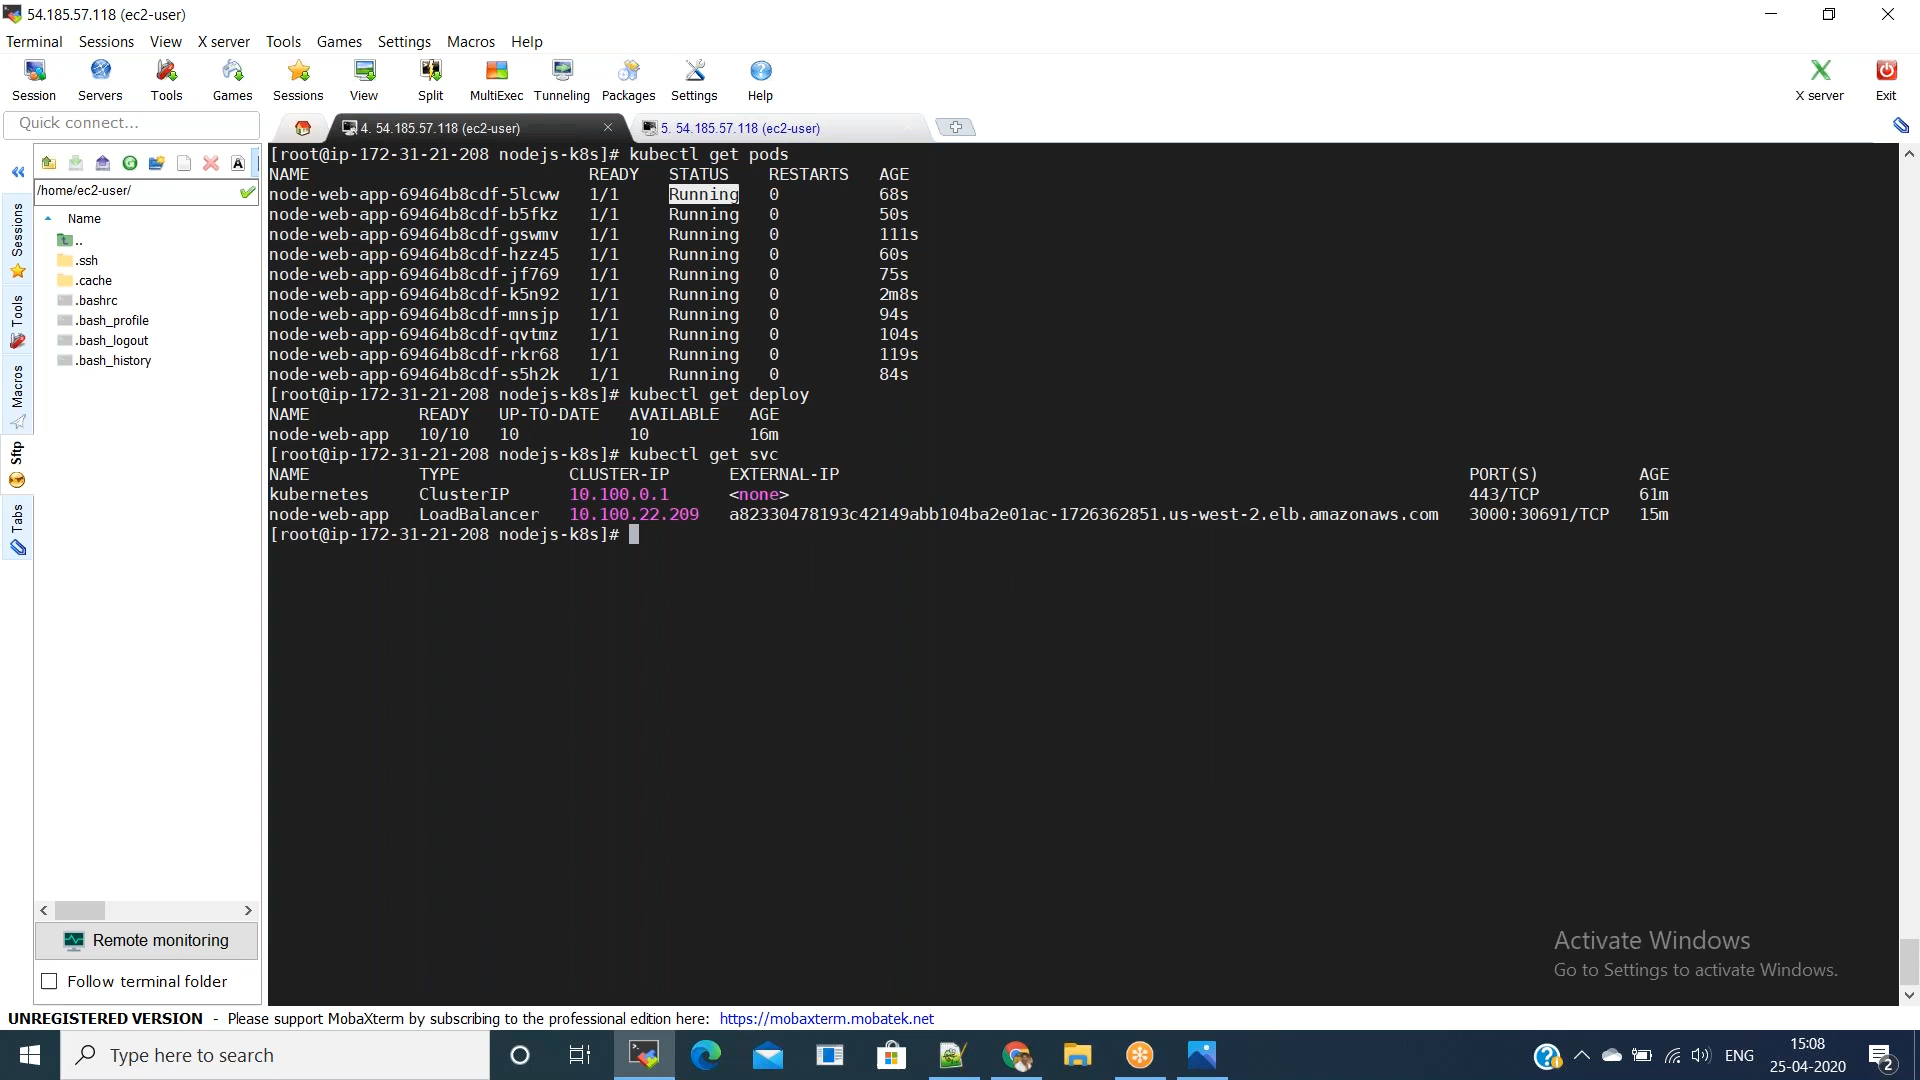 54.185.57.118 (ec2-user)
Terminal Sessions View X server Tools Games Settings Macros Help
Session Servers Tools Games Sessions View Split MultiExec Tunneling Packages Settings Help X server Exit
Quick connect...
4. 54.185.57.118 (ec2-user)
5. 54.185.57.118 (ec2-user)
/home/ec2-user/
Name
..
.ssh
.cache
.bashrc
.bash_profile
.bash_logout
.bash_history
Sessions
Tools
Macros
Sftp
Tabs
[root@ip-172-31-21-208 nodejs-k8s]# kubectl get pods
NAME READY STATUS RESTARTS AGE
node-web-app-69464b8cdf-5lcww 1/1 Running 0 68s
node-web-app-69464b8cdf-b5fkz 1/1 Running 0 50s
node-web-app-69464b8cdf-gswmv 1/1 Running 0 111s
node-web-app-69464b8cdf-hzz45 1/1 Running 0 60s
node-web-app-69464b8cdf-jf769 1/1 Running 0 75s
node-web-app-69464b8cdf-k5n92 1/1 Running 0 2m8s
node-web-app-69464b8cdf-mnsjp 1/1 Running 0 94s
node-web-app-69464b8cdf-qvtmz 1/1 Running 0 104s
node-web-app-69464b8cdf-rkr68 1/1 Running 0 119s
node-web-app-69464b8cdf-s5h2k 1/1 Running 0 84s
[root@ip-172-31-21-208 nodejs-k8s]# kubectl get deploy
NAME READY UP-TO-DATE AVAILABLE AGE
node-web-app 10/10 10 10 16m
[root@ip-172-31-21-208 nodejs-k8s]# kubectl get svc
NAME TYPE CLUSTER-IP EXTERNAL-IP PORT(S) AGE
kubernetes ClusterIP 10.100.0.1 <none> 443/TCP 61m
node-web-app LoadBalancer 10.100.22.209 a82330478193c42149abb104ba2e01ac-1726362851.us-west-2.elb.amazonaws.com 3000:30691/TCP 15m
[root@ip-172-31-21-208 nodejs-k8s]#
Remote monitoring
Follow terminal folder
Activate Windows
Go to Settings to activate Windows.
UNREGISTERED VERSION - Please support MobaXterm by subscribing to the professional edition here: https://mobaxterm.mobatek.net
Type here to search
ENG
15:08
25-04-2020
2